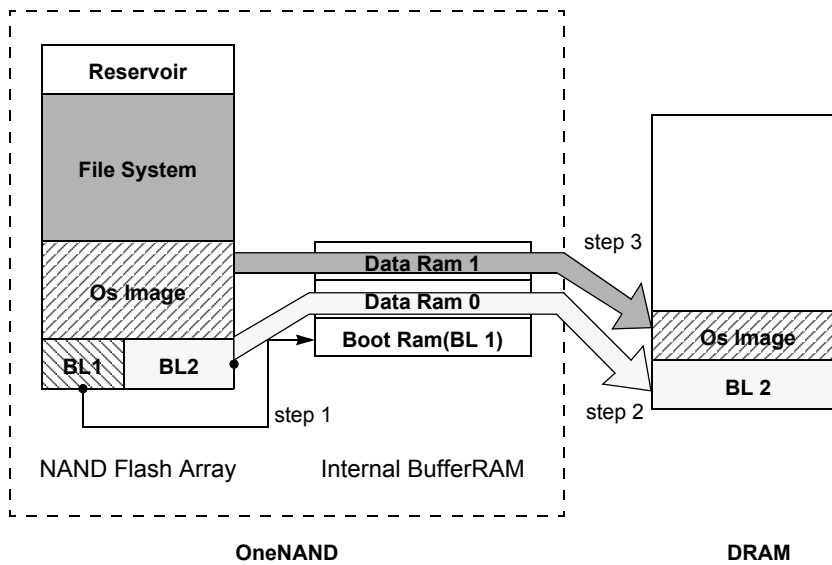 Reservoir
File System
step 3
Data Ram 1
Os Image
Data Ram 0
Boot Ram(BL 1)
Os Image
BL1
BL2
BL 2
step 1
step 2
NAND Flash Array
Internal BufferRAM
OneNAND
DRAM